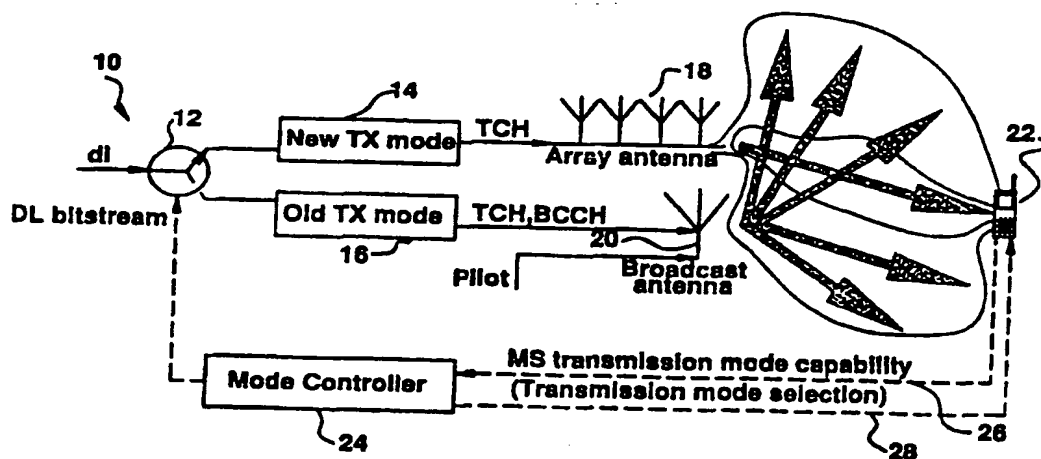 10
12
14
18
22
New TX mode
TCH
Array antenna
dl
DL bitstream
Old TX mode
TCH,BCCH
16
20
Pilot
Broadcast
antenna
Mode Controller
MS transmission mode capability
(Transmission mode selection)
24
26
28